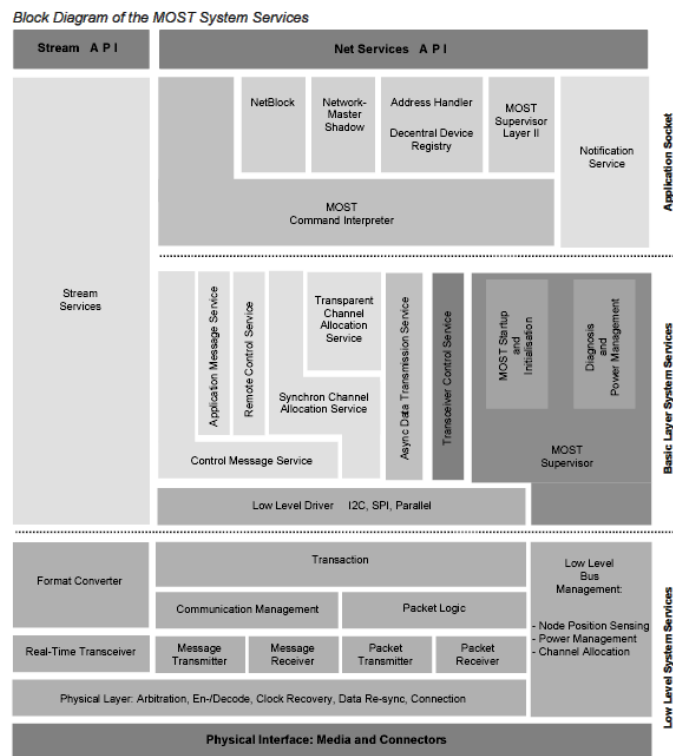 Block Diagram of the MOST System Services
Stream A P I
Net Services A P I
NetBlock
Network-
Master
Shadow
Address Handler
Decentral Device
Registry
MOST
Supervisor
Layer II
Notification
Service
MOST
Command Interpreter
Application Socket
Stream
Services
Application Message Service
Remote Control Service
Transparent
Channel
Allocation
Service
Synchron Channel
Allocation Service
Control Message Service
Async Data Transmission Service
Transceiver Control Service
MOST Startup
and
Initialisation
Diagnosis
and
Power Management
MOST
Supervisor
Low Level Driver I2C, SPI, Parallel
Basic Layer System Services
Format Converter
Transaction
Low Level
Bus
Management:
- Node Position Sensing
- Power Management
- Channel Allocation
Communication Management
Packet Logic
Real-Time Transceiver
Message
Transmitter
Message
Receiver
Packet
Transmitter
Packet
Receiver
Physical Layer: Arbitration, En-/Decode, Clock Recovery, Data Re-sync, Connection
Physical Interface: Media and Connectors
Low Level System Services